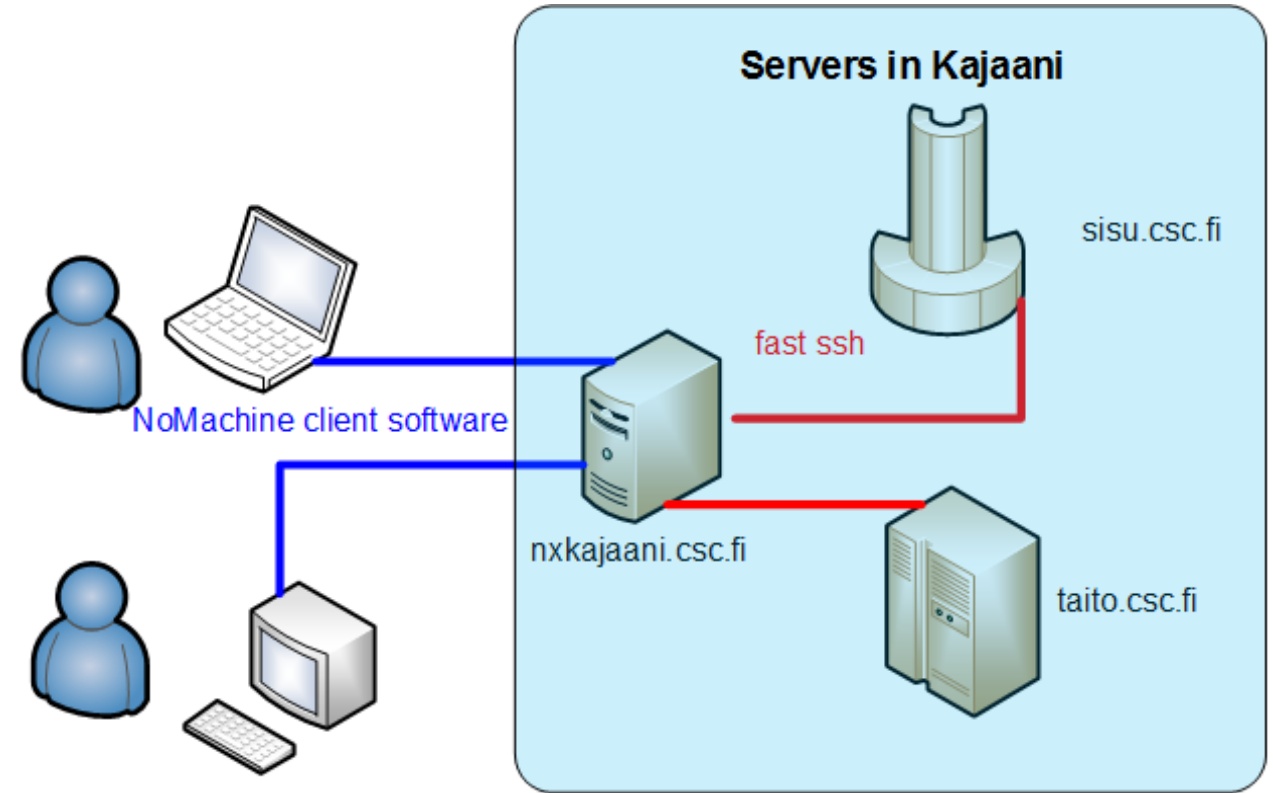 Servers in Kajaani
sisu.csc.fi
fast ssh
NoMachine client software
nxkajaani.csc.fi
taito.csc.fi